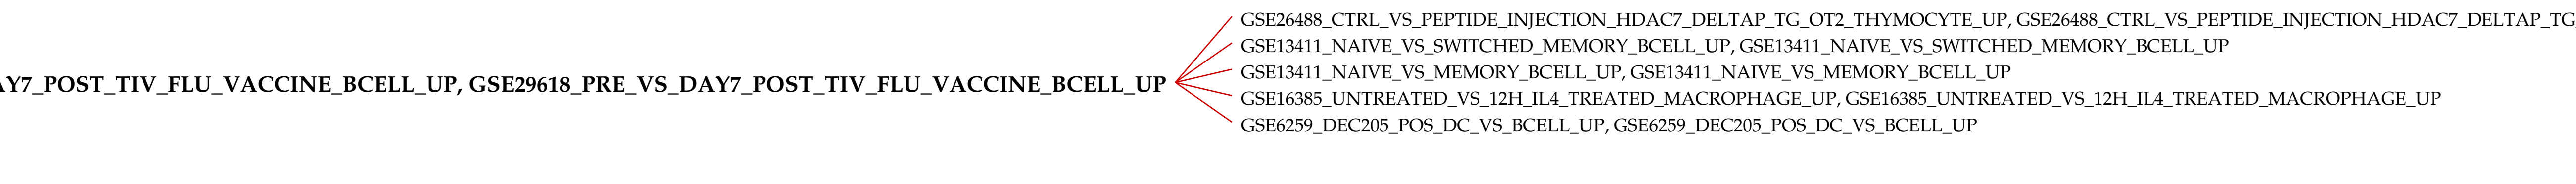 GSE26488_CTRL_VS_PEPTIDE_INJECTION_HDAC7_DELTAP_TG_OT2_THYMOCYTE_UP, GSE26488_CTRL_VS_PEPTIDE_INJECTION_HDAC7_DELTAP_TG
GSE13411_NAIVE_VS_SWITCHED_MEMORY_BCELL_UP, GSE13411_NAIVE_VS_SWITCHED_MEMORY_BCELL_UP
GSE13411_NAIVE_VS_MEMORY_BCELL_UP, GSE13411_NAIVE_VS_MEMORY_BCELL_UP
AY7_POST_TIV_FLU_VACCINE_BCELL_UP, GSE29618_PRE_VS_DAY7_POST_TIV_FLU_VACCINE_BCELL_UP
GSE16385_UNTREATED_VS_12H_IL4_TREATED_MACROPHAGE_UP, GSE16385_UNTREATED_VS_12H_IL4_TREATED_MACROPHAGE_UP
GSE6259_DEC205_POS_DC_VS_BCELL_UP, GSE6259_DEC205_POS_DC_VS_BCELL_UP